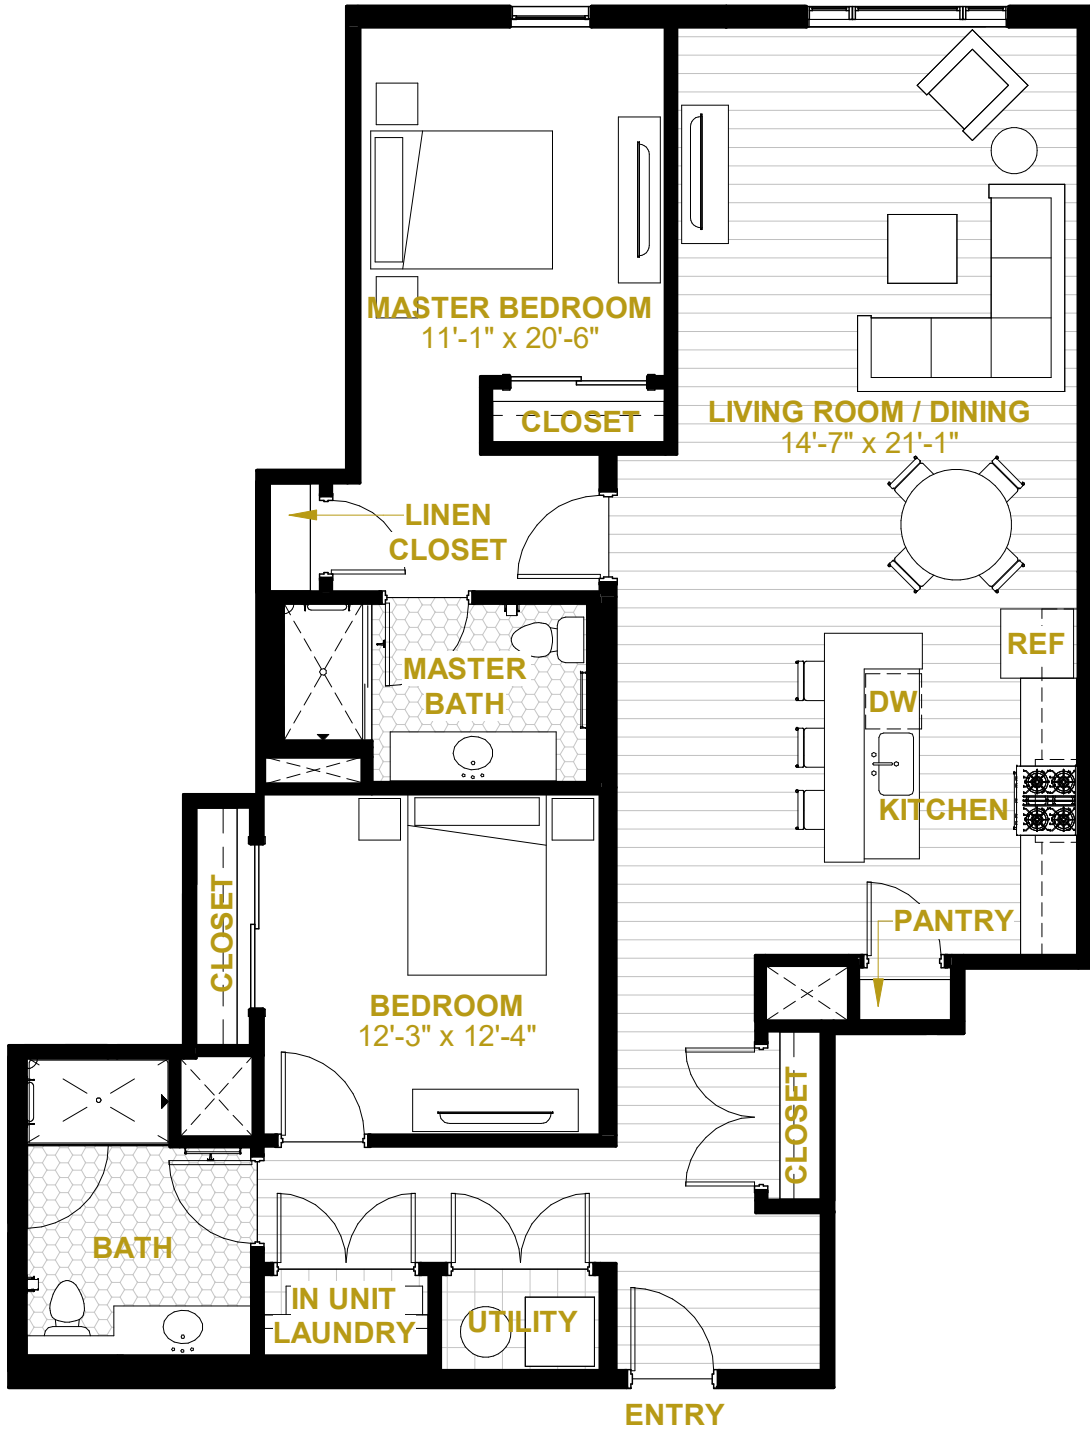 MASTER BEDROOM
11'-1" x 20'-6"
CLOSET
LIVING ROOM / DINING
14'-7" x 21'-1"
LINEN
CLOSET
MASTER
BATH
REF
DW
KITCHEN
PANTRY
CLOSET
BEDROOM
12'-3" x 12'-4"
CLOSET
BATH
IN UNIT
LAUNDRY
UTILITY
ENTRY